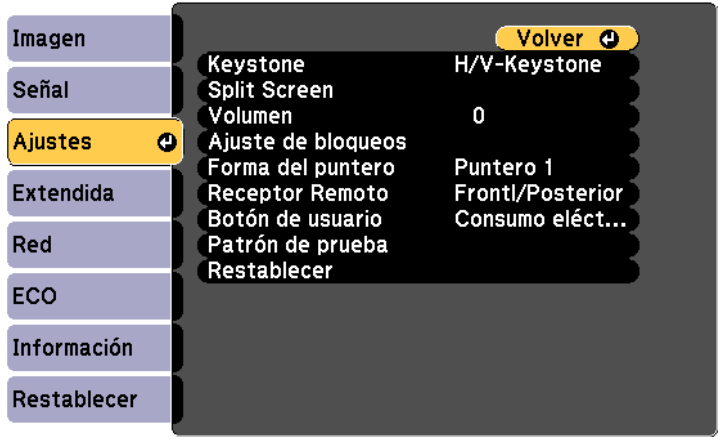 Imagen
Señal
Ajustes
Extendida
Red
ECO
Información
Restablecer
Volver
Keystone H/V-Keystone
Split Screen
Volumen 0
Ajuste de bloqueos
Forma del puntero Puntero 1
Receptor Remoto Frontl/Posterior
Botón de usuario Consumo eléct...
Patrón de prueba
Restablecer